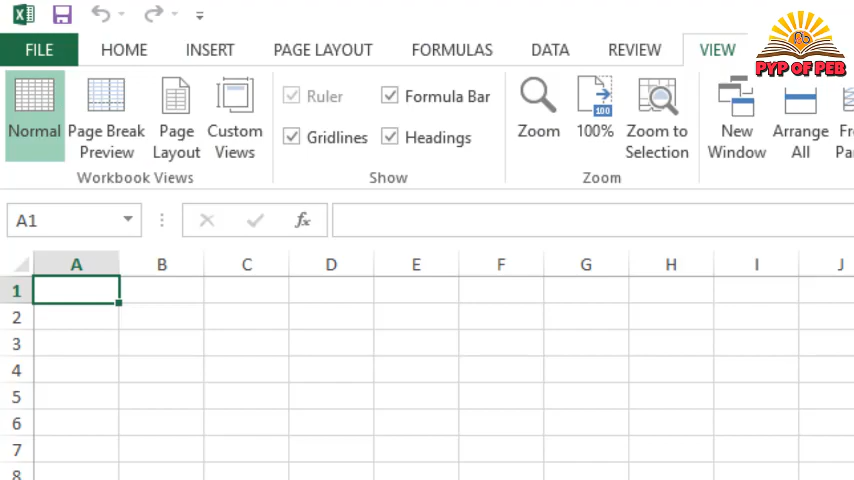 FILE HOME INSERT PAGE LAYOUT FORMULAS DATA REVIEW VIEW
PYP OF PEB
Normal Page Break Preview Page Layout Custom Views
Ruler Formula Bar
Gridlines Headings
Zoom 100% Zoom to Selection
100
New Window Arrange All
Workbook Views Show Zoom
A1 fx
A B C D E F G H I J
1
2
3
4
5
6
7
8